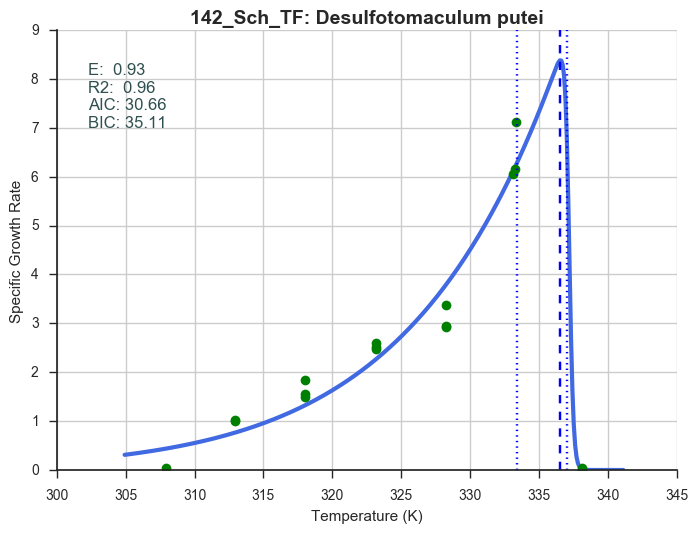 142_Sch_TF: Desulfotomaculum putei
E:  0.93
R2:  0.96
AIC: 30.66
BIC: 35.11
Specific Growth Rate
9
8
7
6
5
4
3
2
1
0
300 305 310 315 320 325 330 335 340 345
Temperature (K)